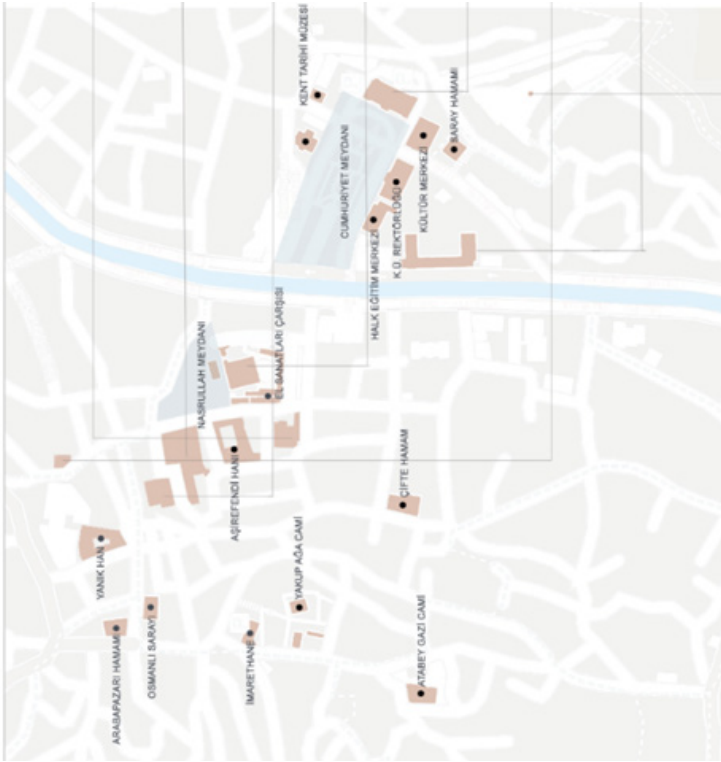 KENT TARİHİ MÜZESİ
CUMHURİYET MEYDANI
SARAY HAMAMI
KÜLTÜR MERKEZİ
K.Ü. REKTÖRLÜĞÜ
HALK EĞİTİM MERKEZİ
NASRULLAH MEYDANI
EL SANATLARI ÇARŞISI
AŞİREFENDİ HANI
ÇİFTE HAMAM
YANIK HAN
YAKUP AĞA CAMİ
ARABAPAZARI HAMAMI
OSMANLI SARAYI
İMARETHANE
ATABEY GAZİ CAMİ